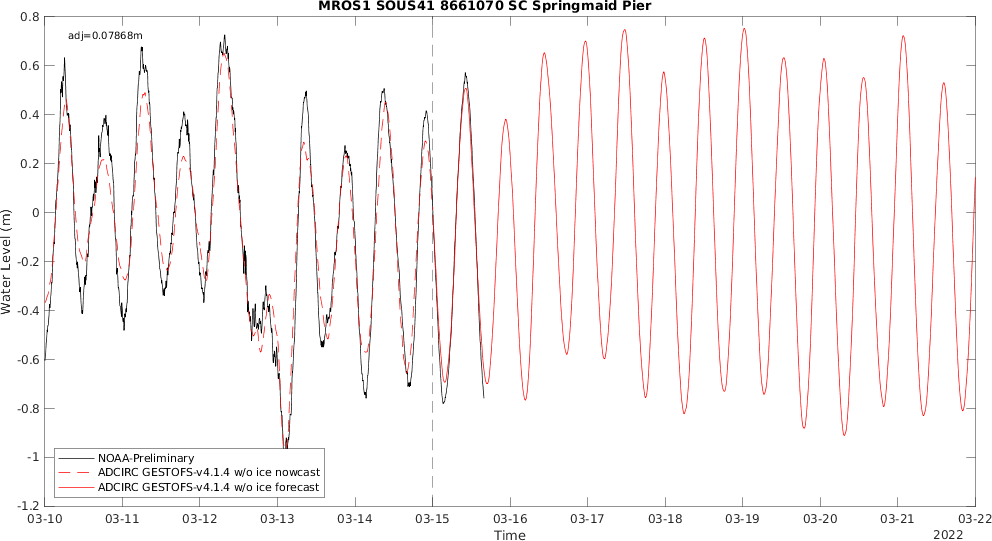 MROS1 SOUS41 8661070 SC Springmaid Pier
adj=0.07868m
0.8
0.6
0.4
0.2
0
-0.2
-0.4
-0.6
-0.8
-1
-1.2
Water Level (m)
NOAA-Preliminary
ADCIRC GESTOFS-v4.1.4 w/o ice nowcast
ADCIRC GESTOFS-v4.1.4 w/o ice forecast
03-10 03-11 03-12 03-13 03-14 03-15 03-16 03-17 03-18 03-19 03-20 03-21 03-22
Time
2022